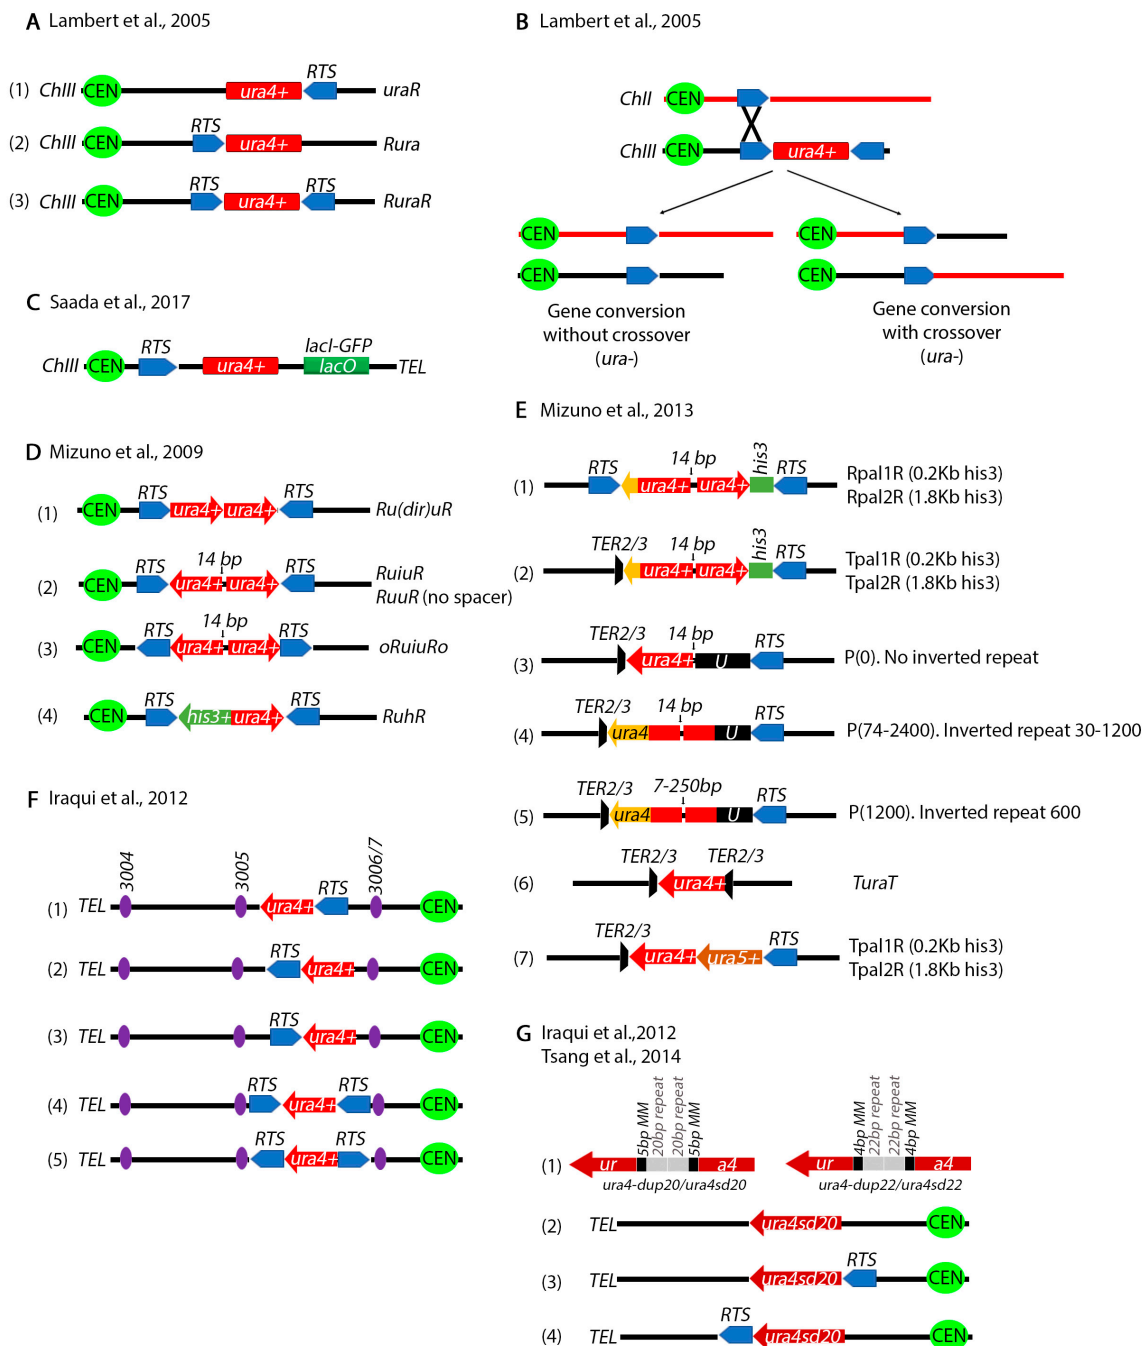 A Lambert et al., 2005
RTS
(1) ChIII CEN ura4+ uraR
RTS
(2) ChIII CEN ura4+ Rura
RTS RTS
(3) ChIII CEN ura4+ RuraR
B Lambert et al., 2005
ChII CEN
ChIII CEN ura4+
CEN CEN
CEN CEN
Gene conversion
without crossover
(ura-)
Gene conversion
with crossover
(ura-)
C Saada et al., 2017
RTS lacI-GFP
ChIII CEN ura4+ lacO TEL
D Mizuno et al., 2009
RTS RTS
(1) CEN ura4+ ura4+ Ru(dir)uR
14 bp
RTS RTS
(2) CEN ura4+ ura4+ RuiuR
RuuR (no spacer)
14 bp
RTS RTS
(3) CEN ura4+ ura4+ oRuiuRo
RTS RTS
(4) CEN his3+ ura4+ RuhR
E Mizuno et al., 2013
14 bp his3
RTS RTS
(1) ura4+ ura4+ Rpal1R (0.2Kb his3)
Rpal2R (1.8Kb his3)
TER2/3 14 bp his3 RTS
(2) ura4+ ura4+ Tpal1R (0.2Kb his3)
Tpal2R (1.8Kb his3)
TER2/3 14 bp RTS
(3) ura4+ U P(0). No inverted repeat
TER2/3 14 bp RTS
(4) ura4 U P(74-2400). Inverted repeat 30-1200
TER2/3 7-250bp RTS
(5) ura4 U P(1200). Inverted repeat 600
TER2/3 TER2/3
(6) ura4+ TuraT
TER2/3 RTS
(7) ura4+ ura5+ Tpal1R (0.2Kb his3)
Tpal2R (1.8Kb his3)
F Iraqui et al., 2012
3004 3005 3006/7
RTS
(1) TEL ura4+ CEN
RTS
(2) TEL ura4+ CEN
RTS
(3) TEL ura4+ CEN
RTS RTS
(4) TEL ura4+ CEN
RTS RTS
(5) TEL ura4+ CEN
G Iraqui et al.,2012
Tsang et al., 2014
5bp MM 20bp repeat 20bp repeat 5bp MM 4bp MM 22bp repeat 22bp repeat 4bp MM
(1) ur a4 ur a4
ura4-dup20/ura4sd20 ura4-dup22/ura4sd22
(2) TEL ura4sd20 CEN
RTS
(3) TEL ura4sd20 CEN
RTS
(4) TEL ura4sd20 CEN